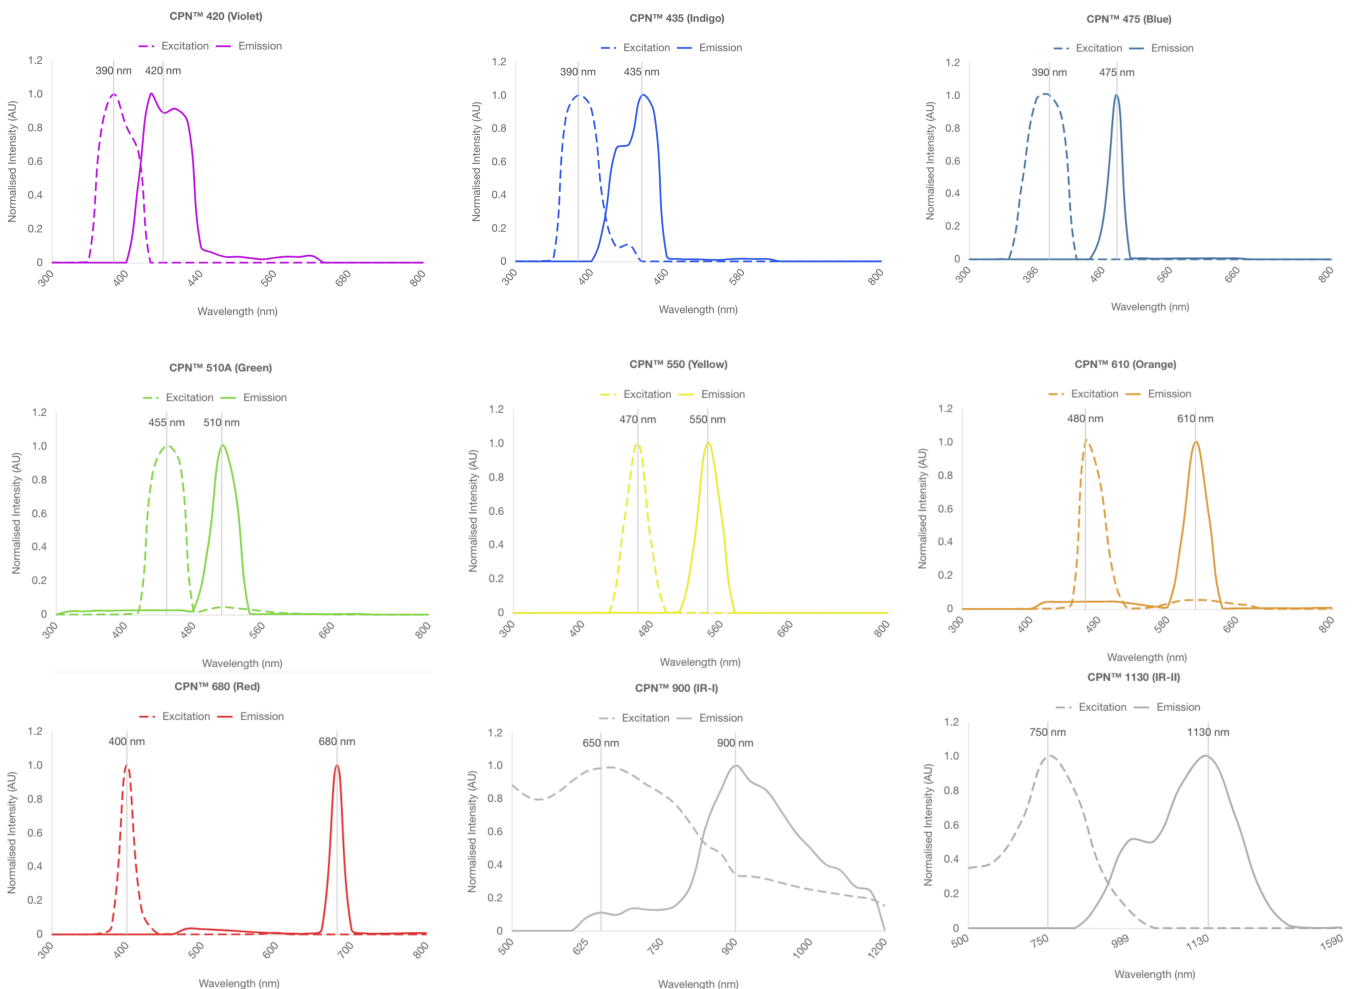 CPN™ 420 (Violet)
Excitation Emission
390 nm 420 nm
1.2
1.0
0.8
0.6
0.4
0.2
0
Normalised Intensity (AU)
300 400 440 560 680 800
Wavelength (nm)
CPN™ 435 (Indigo)
Excitation Emission
390 nm 435 nm
1.2
1.0
0.8
0.6
0.4
0.2
0
Normalised Intensity (AU)
300 400 460 560 660 800
Wavelength (nm)
CPN™ 475 (Blue)
Excitation Emission
390 nm 475 nm
1.2
1.0
0.8
0.6
0.4
0.2
0
Normalised Intensity (AU)
300 386 460 560 660 800
Wavelength (nm)
CPN™ 510A (Green)
Excitation Emission
455 nm 510 nm
1.2
1.0
0.8
0.6
0.4
0.2
0
Normalised Intensity (AU)
300 400 480 560 660 800
Wavelength (nm)
CPN™ 550 (Yellow)
Excitation Emission
470 nm 550 nm
1.2
1.0
0.8
0.6
0.4
0.2
0
Normalised Intensity (AU)
300 400 480 560 660 800
Wavelength (nm)
CPN™ 610 (Orange)
Excitation Emission
480 nm 610 nm
1.2
1.0
0.8
0.6
0.4
0.2
0
Normalised Intensity (AU)
300 400 490 560 660 800
Wavelength (nm)
CPN™ 680 (Red)
Excitation Emission
400 nm 680 nm
1.2
1.0
0.8
0.6
0.4
0.2
0
Normalised Intensity (AU)
300 400 500 600 700 800
Wavelength (nm)
CPN™ 900 (IR-I)
Excitation Emission
650 nm 900 nm
1.2
1.0
0.8
0.6
0.4
0.2
0
Normalised Intensity (AU)
500 625 750 900 1000 1200
Wavelength (nm)
CPN™ 1130 (IR-II)
Excitation Emission
750 nm 1130 nm
1.2
1.0
0.8
0.6
0.4
0.2
0
Normalised Intensity (AU)
500 750 999 1130 1590
Wavelength (nm)